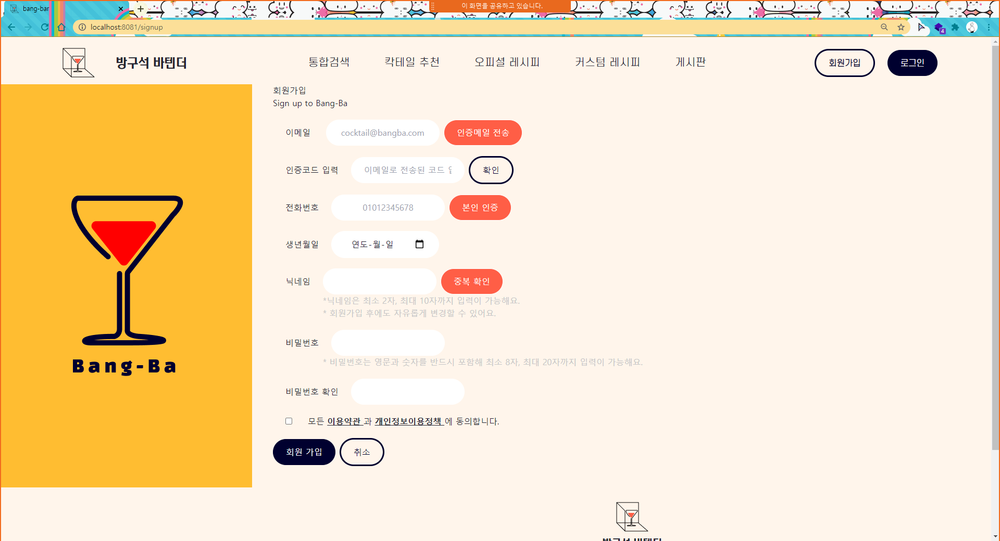 bang-bar
이 화면을 공유하고 있습니다.
localhost:8081/signup
4
방구석 바텐더
통합검색
칵테일 추천
오피셜 레시피
커스텀 레시피
게시판
회원가입
로그인
회원가입
Sign up to Bang-Ba
이메일 cocktail@bangba.com 인증메일 전송
인증코드 입력 이메일로 전송된 코드 확인
전화번호 01012345678 본인 인증
생년월일 연도-월-일
닉네임 중복 확인
*닉네임은 최소 2자, 최대 10자까지 입력이 가능해요.
* 회원가입 후에도 자유롭게 변경할 수 있어요.
비밀번호
* 비밀번호는 영문과 숫자를 반드시 포함해 최소 8자, 최대 20자까지 입력이 가능해요.
비밀번호 확인
모든 이용약관 과 개인정보이용정책 에 동의합니다.
회원 가입 취소
Bang-Ba